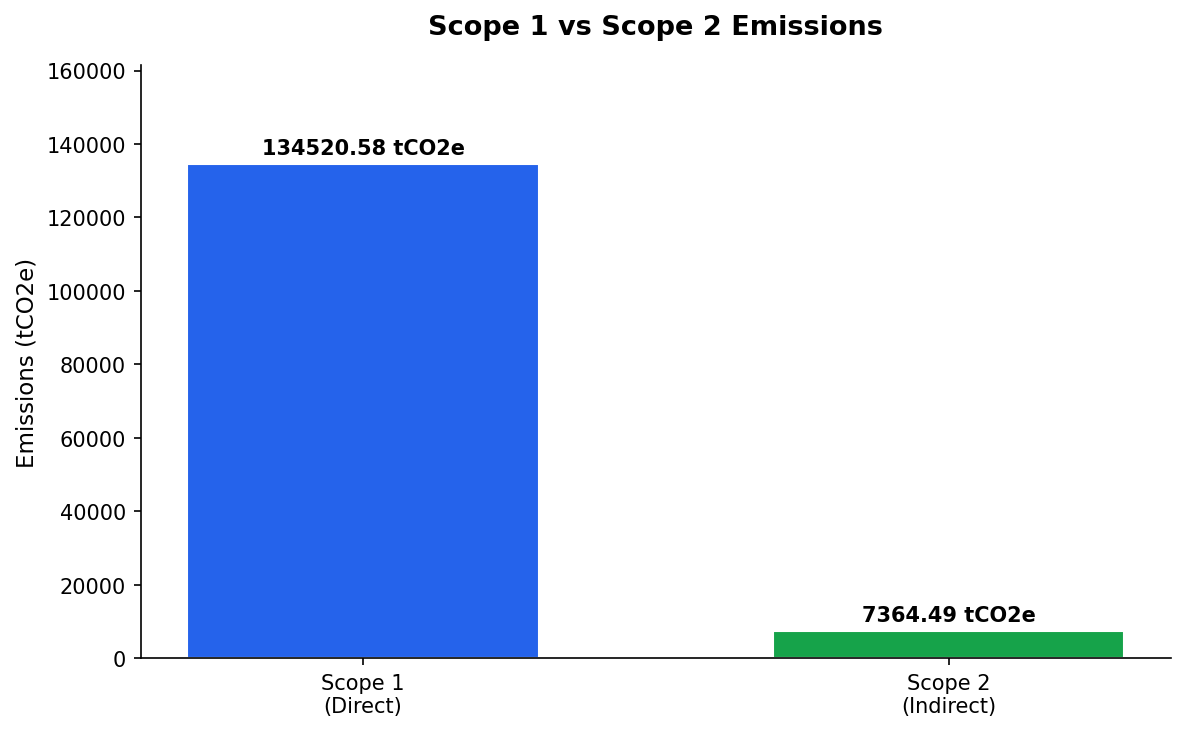 Scope 1 vs Scope 2 Emissions
Emissions (tCO2e)
160000
140000
120000
100000
80000
60000
40000
20000
0
134520.58 tCO2e
7364.49 tCO2e
Scope 1
(Direct)
Scope 2
(Indirect)